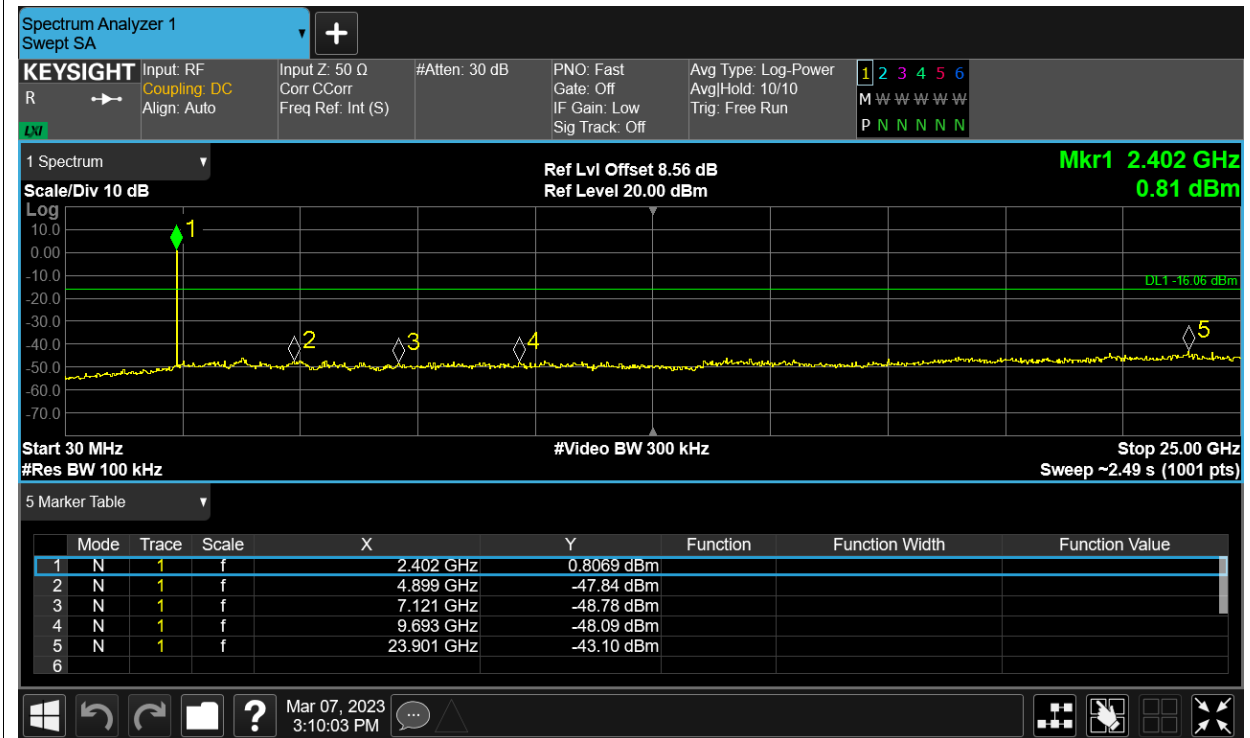 Spectrum Analyzer 1
Swept SA
+
KEYSIGHT Input: RF Input Z: 50 Ω #Atten: 30 dB PNO: Fast Avg Type: Log-Power 1 2 3 4 5 6
R Coupling: DC Corr CCorr Gate: Off Avg|Hold: 10/10 M W W W W W
Align: Auto Freq Ref: Int (S) IF Gain: Low Trig: Free Run
LXI Sig Track: Off P N N N N N
1 Spectrum Ref Lvl Offset 8.56 dB Mkr1 2.402 GHz
Scale/Div 10 dB Ref Level 20.00 dBm 0.81 dBm
Log
10.0 1
0.00
-10.0 DL1 -16.06 dBm
-20.0
-30.0
-40.0 2 3 4 5
-50.0
-60.0
-70.0
Start 30 MHz #Video BW 300 kHz Stop 25.00 GHz
#Res BW 100 kHz Sweep ~2.49 s (1001 pts)
5 Marker Table
Mode Trace Scale X Y Function Function Width Function Value
1 N 1 f 2.402 GHz 0.8069 dBm
2 N 1 f 4.899 GHz -47.84 dBm
3 N 1 f 7.121 GHz -48.78 dBm
4 N 1 f 9.693 GHz -48.09 dBm
5 N 1 f 23.901 GHz -43.10 dBm
6
? Mar 07, 2023
3:10:03 PM